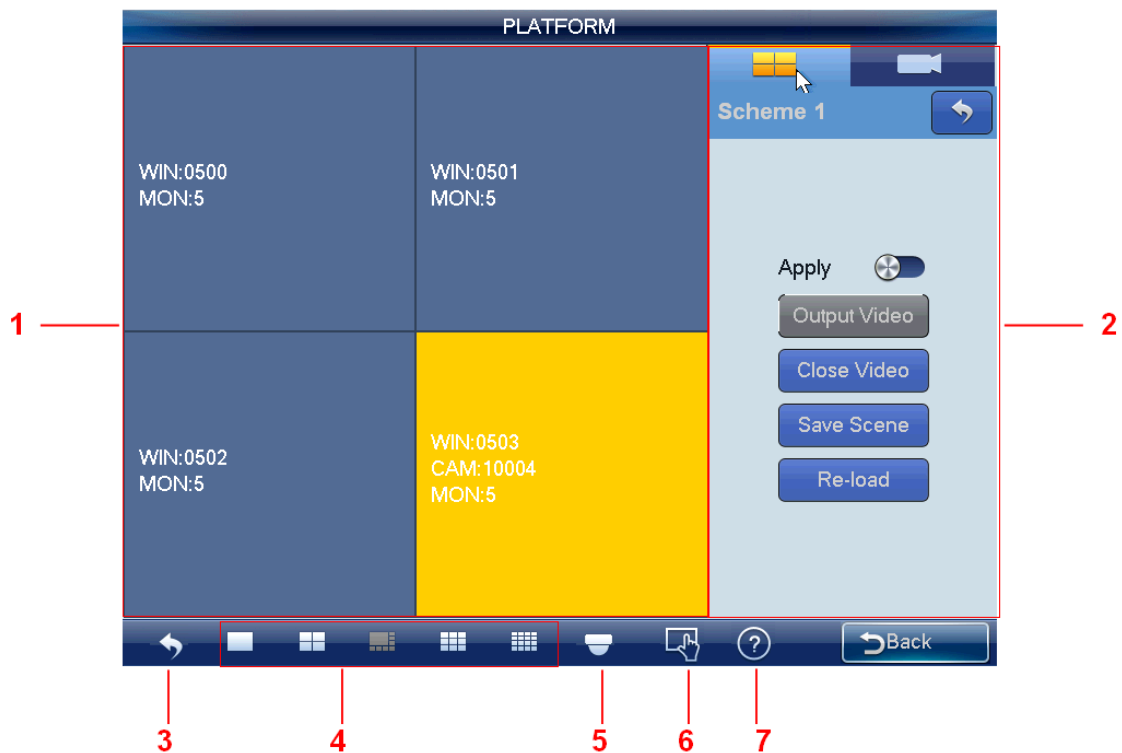 PLATFORM
Scheme 1
WIN:0500
MON:5
WIN:0501
MON:5
WIN:0502
MON:5
WIN:0503
CAM:10004
MON:5
Apply
Output Video
Close Video
Save Scene
Re-load
1
2
?
Back
3
4
5
6
7